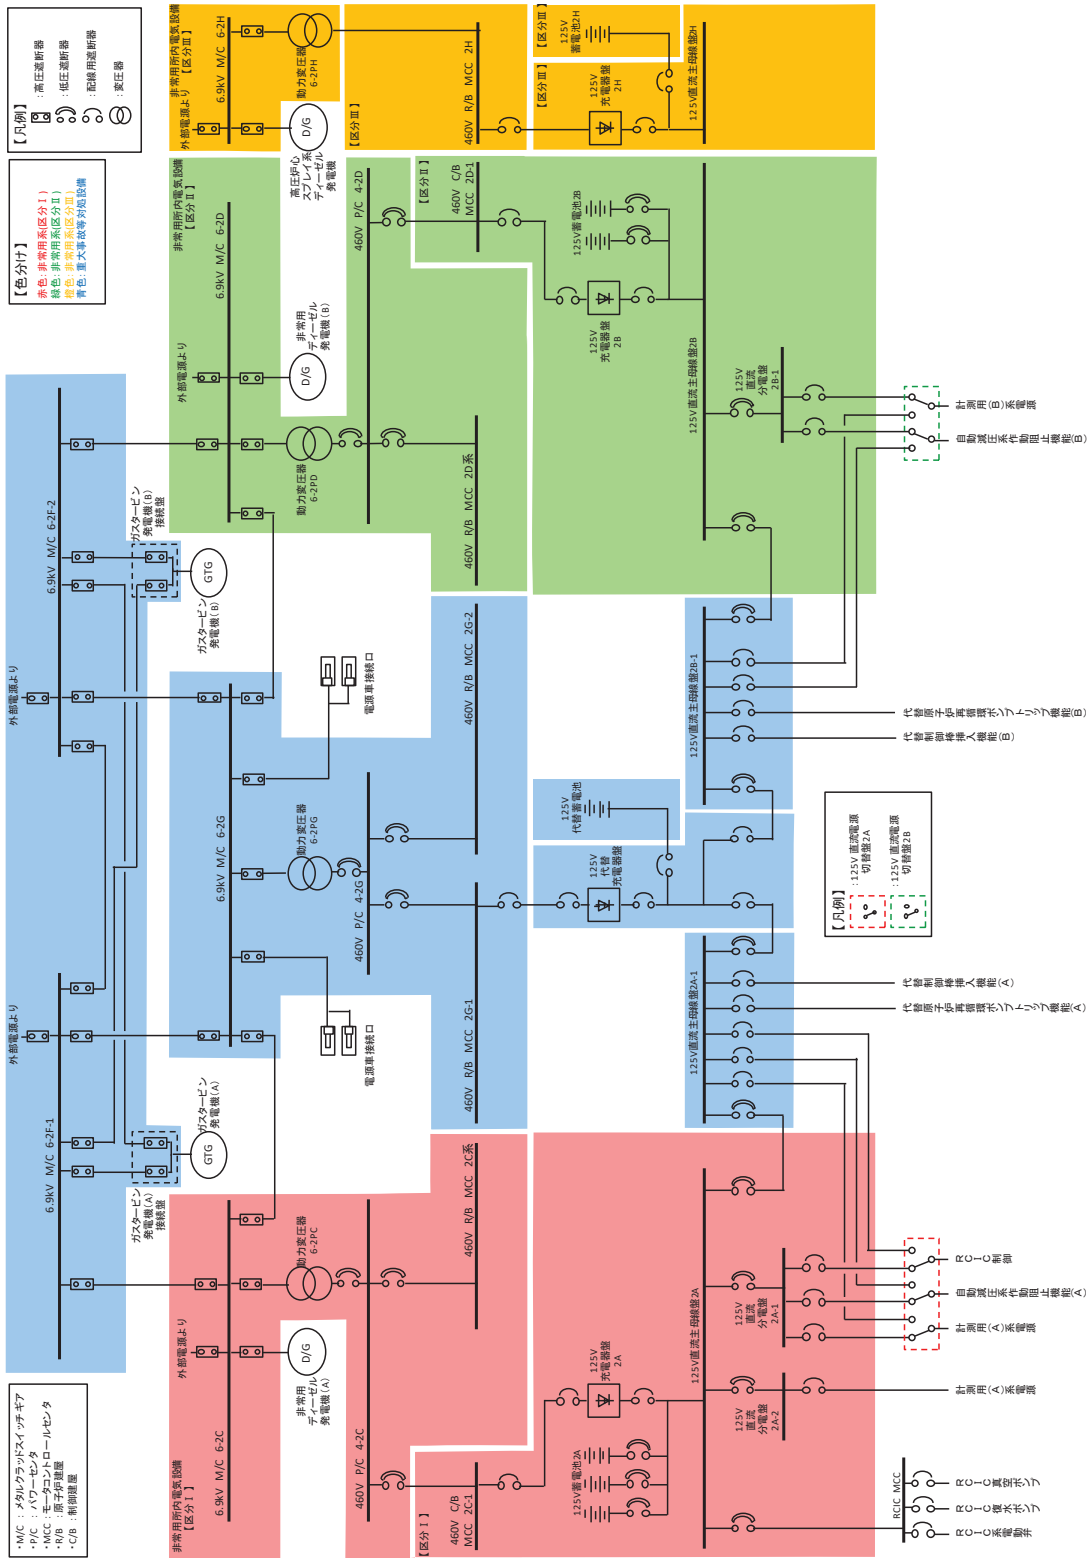 ・M/C ：メタルクラッドスイッチギア
・P/C ：パワーセンタ
・MCC：モータコントロールセンタ
・R/B ：原子炉建屋
・C/B ：制御建屋
【色分け】
赤色：非常用系(区分Ⅰ)
緑色：非常用系(区分Ⅱ)
橙色：非常用系(区分Ⅲ)
青色：重大事故等対処設備
【凡例】
：高圧遮断器
：低圧遮断器
：配線用遮断器
：変圧器
外部電源より
6.9kV M/C 6-2F-1
外部電源より
6.9kV M/C 6-2F-2
ガスタービン
発電機(A)
接続盤
GTG
ガスタービン
発電機(A)
ガスタービン
発電機(B)
接続盤
GTG
ガスタービン
発電機(B)
非常用所内電気設備
【区分Ⅰ】
外部電源より
6.9kV M/C 6-2C
D/G
非常用
ディーゼル
発電機(A)
動力変圧器
6-2PC
460V P/C 4-2C
460V R/B MCC 2C系
【区分Ⅰ】
460V C/B
MCC 2C-1
6.9kV M/C 6-2G
動力変圧器
6-2PG
電源車接続口
電源車接続口
460V P/C 4-2G
460V R/B MCC 2G-1
460V R/B MCC 2G-2
非常用所内電気設備
【区分Ⅱ】
外部電源より
6.9kV M/C 6-2D
D/G
非常用
ディーゼル
発電機(B)
動力変圧器
6-2PD
460V P/C 4-2D
460V R/B MCC 2D系
【区分Ⅱ】
460V C/B
MCC 2D-1
非常用所内電気設備
【区分Ⅲ】
外部電源より
6.9kV M/C 6-2H
D/G
高圧炉心
スプレイ系
ディーゼル
発電機
動力変圧器
6-2PH
【区分Ⅲ】
460V R/B MCC 2H
【区分Ⅲ】
125V
充電器盤
2H
【区分Ⅲ】
125V
蓄電池2H
125V直流主母線盤2H
125V蓄電池2A
125V
充電器盤
2A
125V直流主母線盤2A
125V
直流
分電盤
2A-2
125V
直流
分電盤
2A-1
125V
代替
充電器盤
125V
代替蓄電池
125V直流主母線盤2A-1
125V直流主母線盤2B-1
125V
充電器盤
2B
125V蓄電池2B
125V直流主母線盤2B
125V
直流
分電盤
2B-1
RCIC MCC
RCIC系電動弁
RCIC復水ポンプ
RCIC真空ポンプ
計測用(A)系電源
計測用(A)系電源
自動減圧系作動阻止機能(A)
RCIC制御
代替原子炉再循環ポンプトリップ機能(A)
代替制御棒挿入機能(A)
【凡例】
：125V直流電源
切替盤2A
：125V直流電源
切替盤2B
代替制御棒挿入機能(B)
代替原子炉再循環ポンプトリップ機能(B)
自動減圧系作動阻止機能(B)
計測用(B)系電源